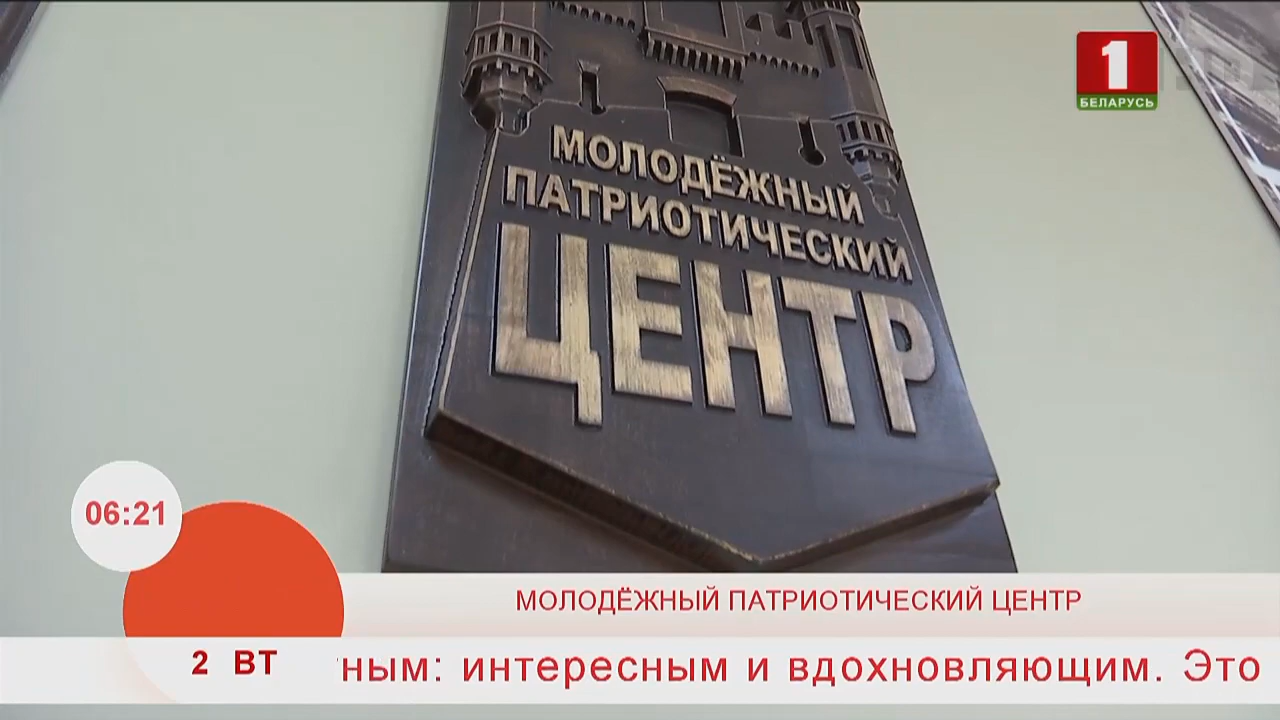 1
БЕЛАРУСЬ
МОЛОДЁЖНЫЙ
ПАТРИОТИЧЕСКИЙ
ЦЕНТР
06:21
МОЛОДЁЖНЫЙ ПАТРИОТИЧЕСКИЙ ЦЕНТР
2 ВТ
ным: интересным и вдохновляющим. Это